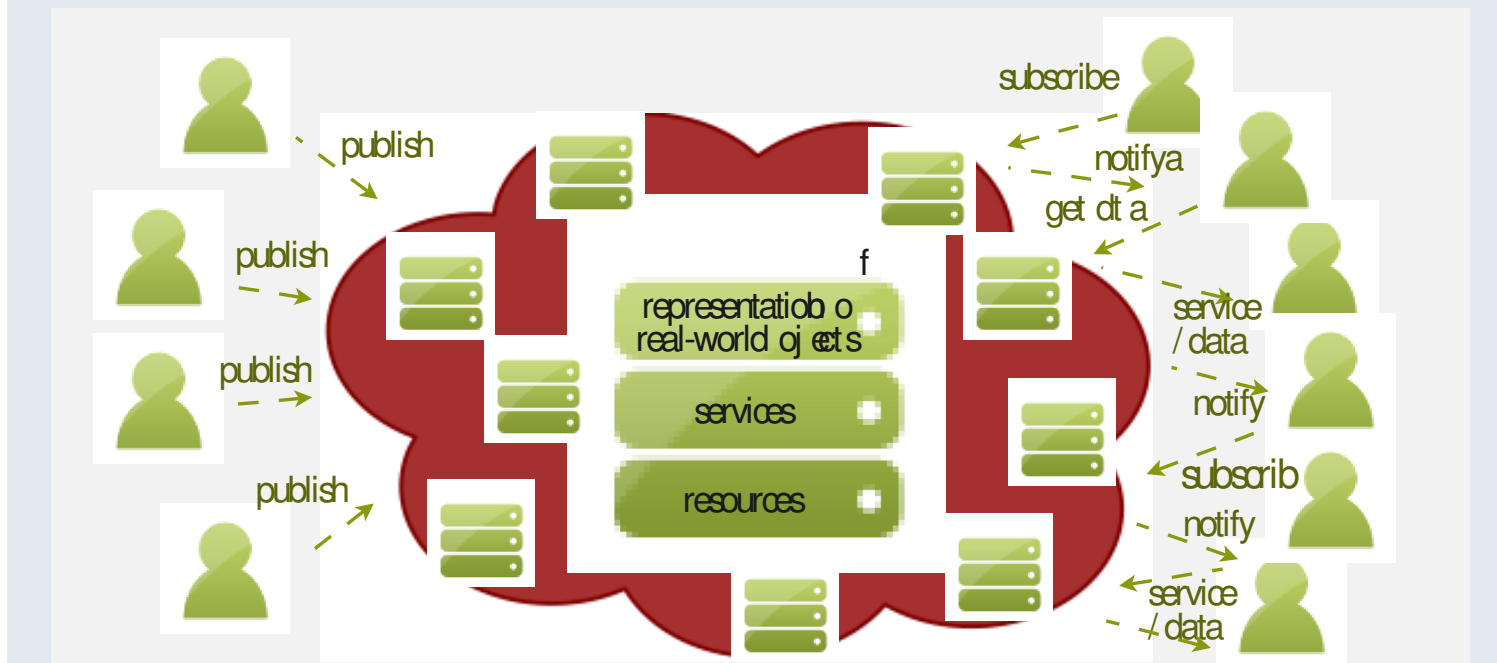 subscribe
publish
notifya
get dt a
publish
f
representatiob o
real-world oj ects
service
/ data
publish
services
notify
subscrib
publish
resources
notify
service
/ data